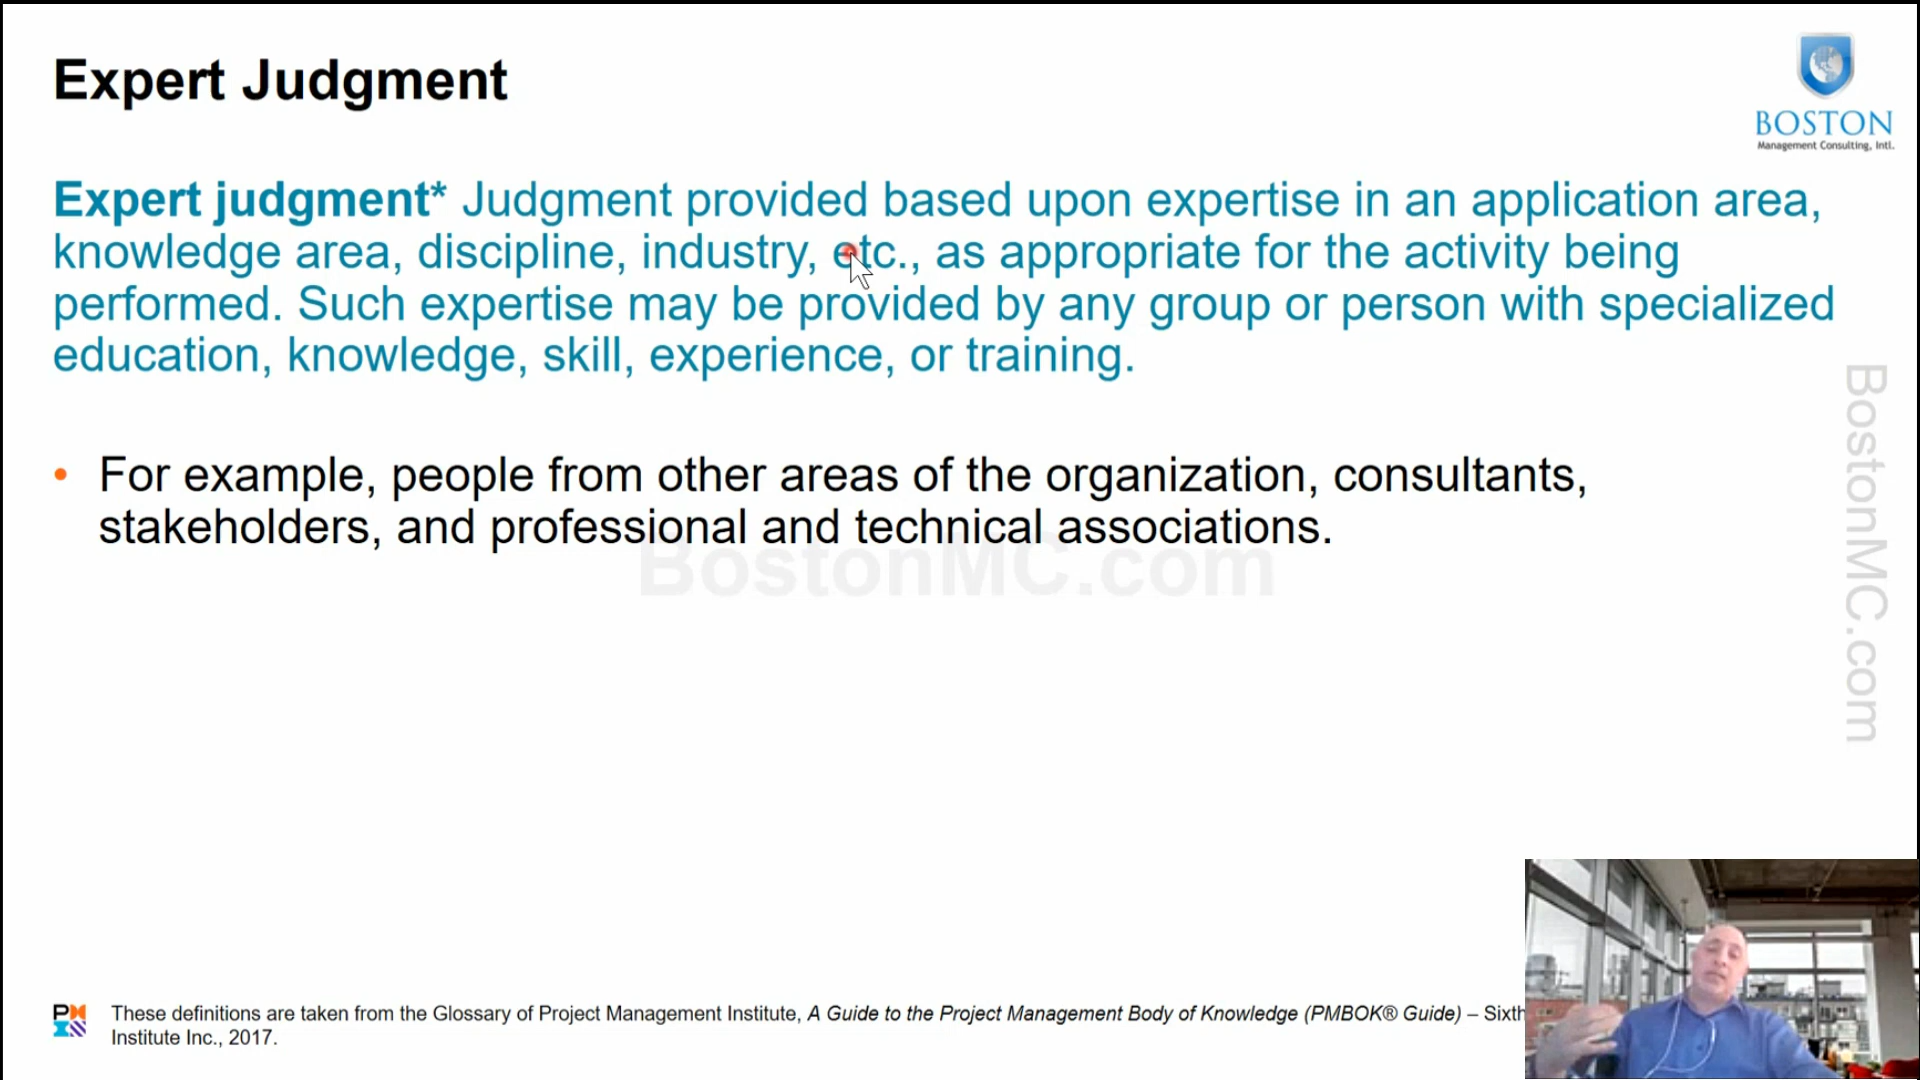 Expert Judgment
BOSTON
Management Consulting, Intl.
Expert judgment* Judgment provided based upon expertise in an application area,
knowledge area, discipline, industry, etc., as appropriate for the activity being
performed. Such expertise may be provided by any group or person with specialized
education, knowledge, skill, experience, or training.
• For example, people from other areas of the organization, consultants,
stakeholders, and professional and technical associations.
BostonMC.com
BostonMC.com
PMI
These definitions are taken from the Glossary of Project Management Institute, A Guide to the Project Management Body of Knowledge (PMBOK® Guide) – Sixth
Institute Inc., 2017.